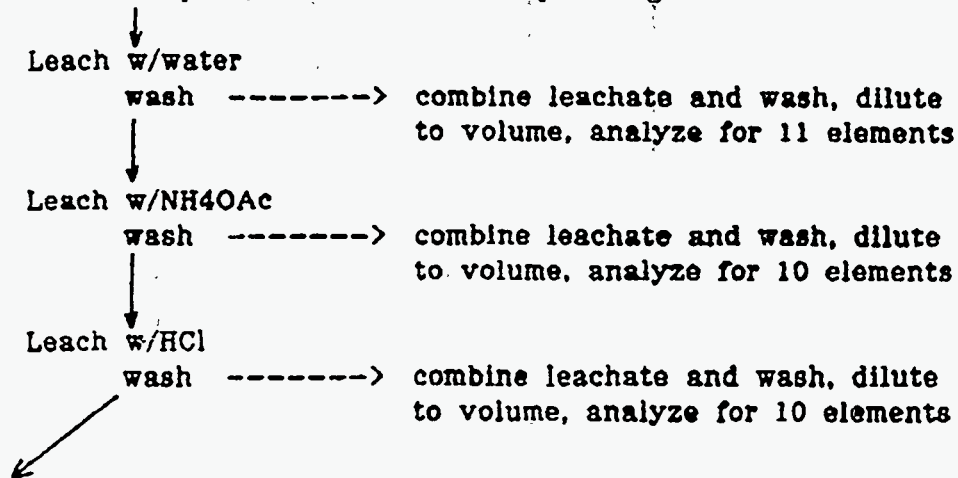 Leach w/water
wash -------> combine leachate and wash, dilute
to volume, analyze for 11 elements
Leach w/NH4OAc
wash -------> combine leachate and wash, dilute
to volume, analyze for 10 elements
Leach w/HCl
wash -------> combine leachate and wash, dilute
to volume, analyze for 10 elements